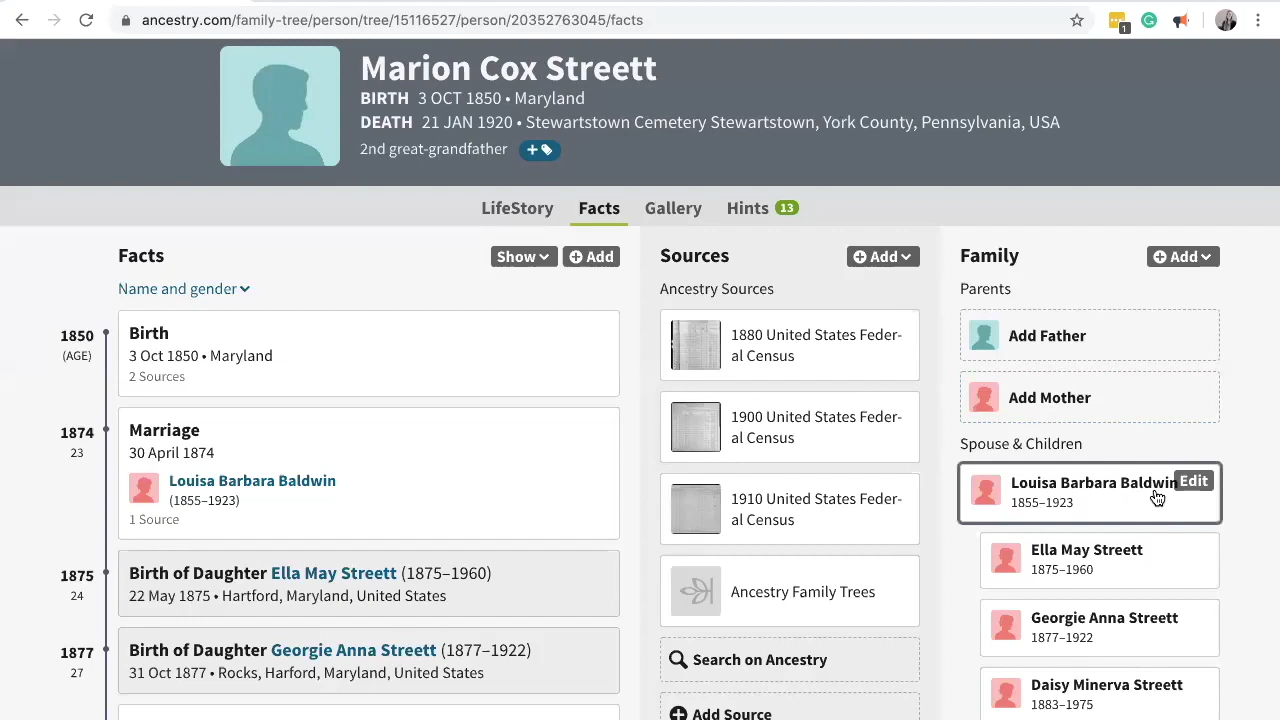 ancestry.com/family-tree/person/tree/15116527/person/20352763045/facts
1
Marion Cox Streett
BIRTH 3 OCT 1850 • Maryland
DEATH 21 JAN 1920 • Stewartstown Cemetery Stewartstown, York County, Pennsylvania, USA
2nd great-grandfather +
LifeStory Facts Gallery Hints 13
Facts
Show
Add
Name and gender
1850
(AGE)
Birth
3 Oct 1850 • Maryland
2 Sources
1874
23
Marriage
30 April 1874
Louisa Barbara Baldwin
(1855–1923)
1 Source
1875
24
Birth of Daughter Ella May Streett (1875–1960)
22 May 1875 • Hartford, Maryland, United States
1877
27
Birth of Daughter Georgie Anna Streett (1877–1922)
31 Oct 1877 • Rocks, Harford, Maryland, United States
Sources
Add
Ancestry Sources
1880 United States Feder-
al Census
1900 United States Feder-
al Census
1910 United States Feder-
al Census
Ancestry Family Trees
Search on Ancestry
Add Source
Family
Add
Parents
Add Father
Add Mother
Spouse & Children
Louisa Barbara Baldwin
Edit
1855–1923
Ella May Streett
1875–1960
Georgie Anna Streett
1877–1922
Daisy Minerva Streett
1883–1975